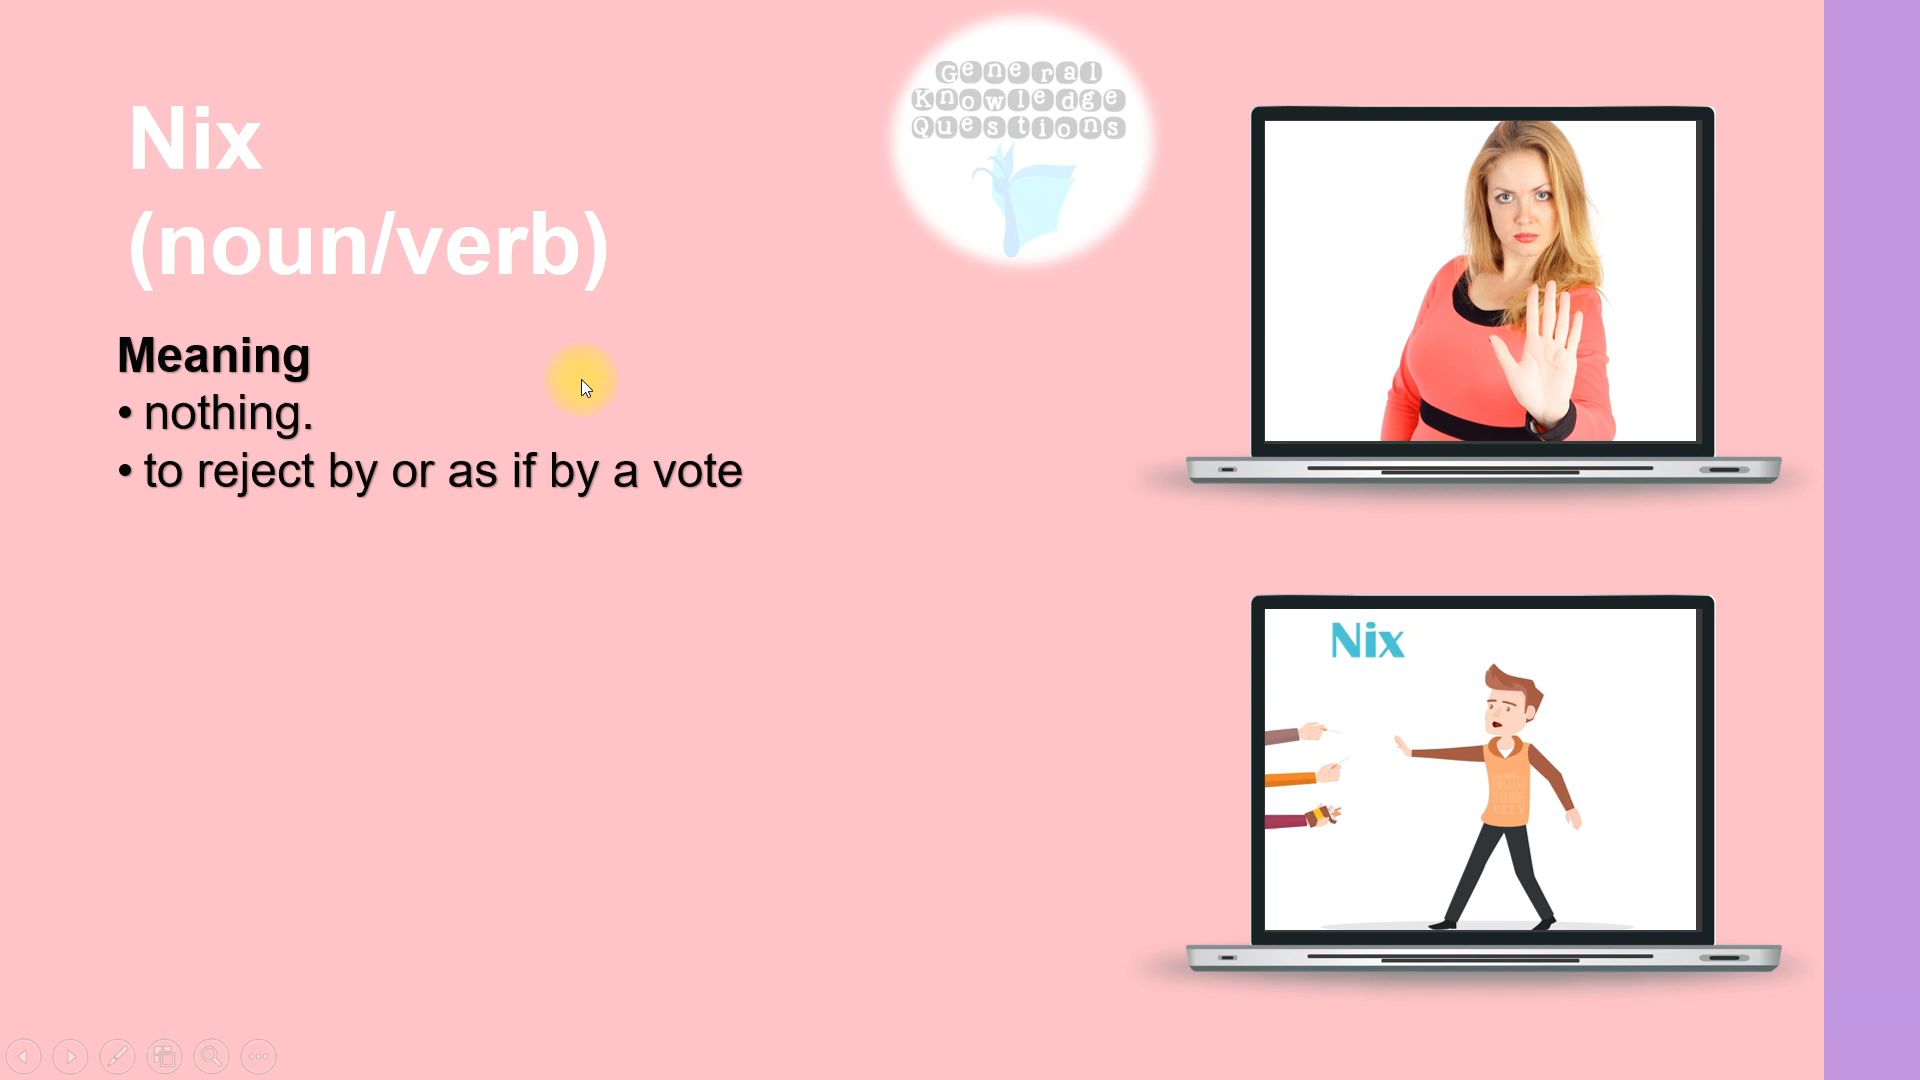 General
Knowledge
Questions
Nix
(noun/verb)
Meaning
• nothing.
• to reject by or as if by a vote
Nix